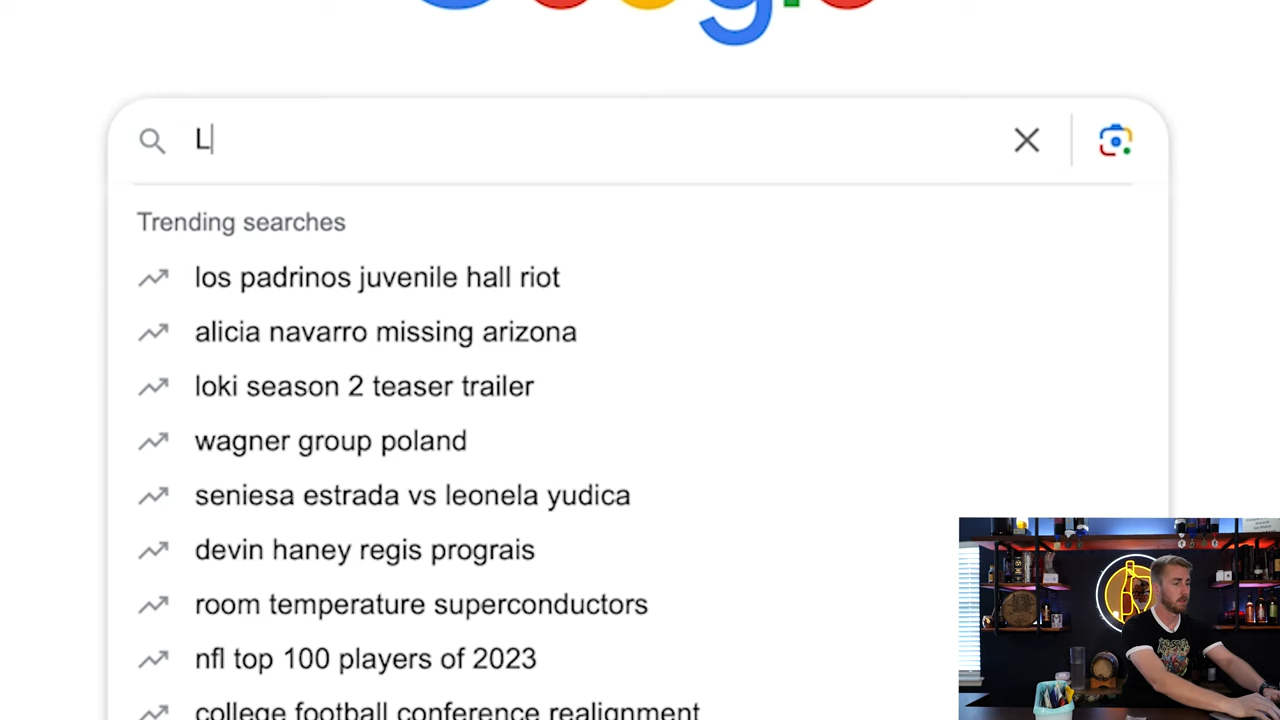 Google
L
Trending searches
los padrinos juvenile hall riot
alicia navarro missing arizona
loki season 2 teaser trailer
wagner group poland
seniesa estrada vs leonela yudica
devin haney regis prograis
room temperature superconductors
nfl top 100 players of 2023
college football conference realignment